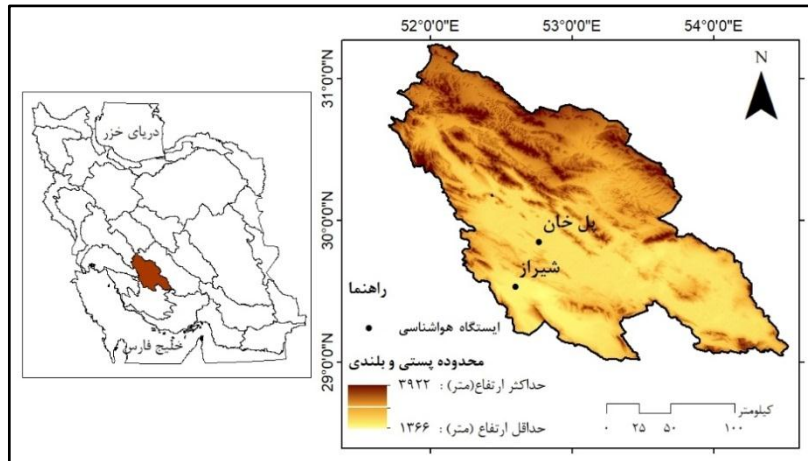 52°0'0"N
53°0'0"N
54°0'0"N
31°0'0"N
30°0'0"N
29°0'0"N
N
دریای خزر
خلیج فارس
پل خان
شیراز
راهنما
ایستگاه هواشناسی
محدوده پستی و بلندی
حداکثر ارتفاع(متر) : ۳۹۲۲
حداقل ارتفاع (متر) : ۱۳۶۶
کیلومتر
۰ ۲۵ ۵۰ ۱۰۰